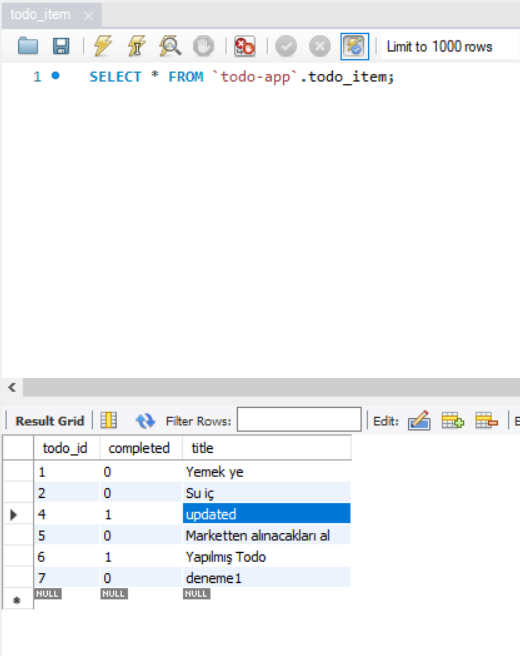 todo_item
Limit to 1000 rows
1 SELECT * FROM `todo-app`.todo_item;
Result Grid Filter Rows: Edit:
todo_id completed title
1 0 Yemek ye
2 0 Su iç
4 1 updated
5 0 Marketten alınacakları al
6 1 Yapılmış Todo
7 0 deneme1
NULL NULL NULL